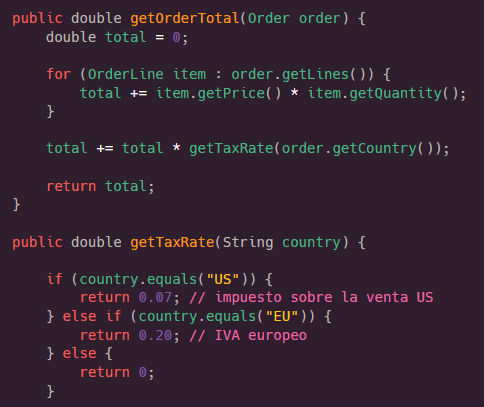 public double getOrderTotal(Order order) {
    double total = 0;
    for (OrderLine item : order.getLines()) {
        total += item.getPrice() * item.getQuantity();
    }
    total += total * getTaxRate(order.getCountry());
    return total;
}
public double getTaxRate(String country) {
    if (country.equals("US")) {
        return 0.07; // impuesto sobre la venta US
    } else if (country.equals("EU")) {
        return 0.20; // IVA europeo
    } else {
        return 0;
    }